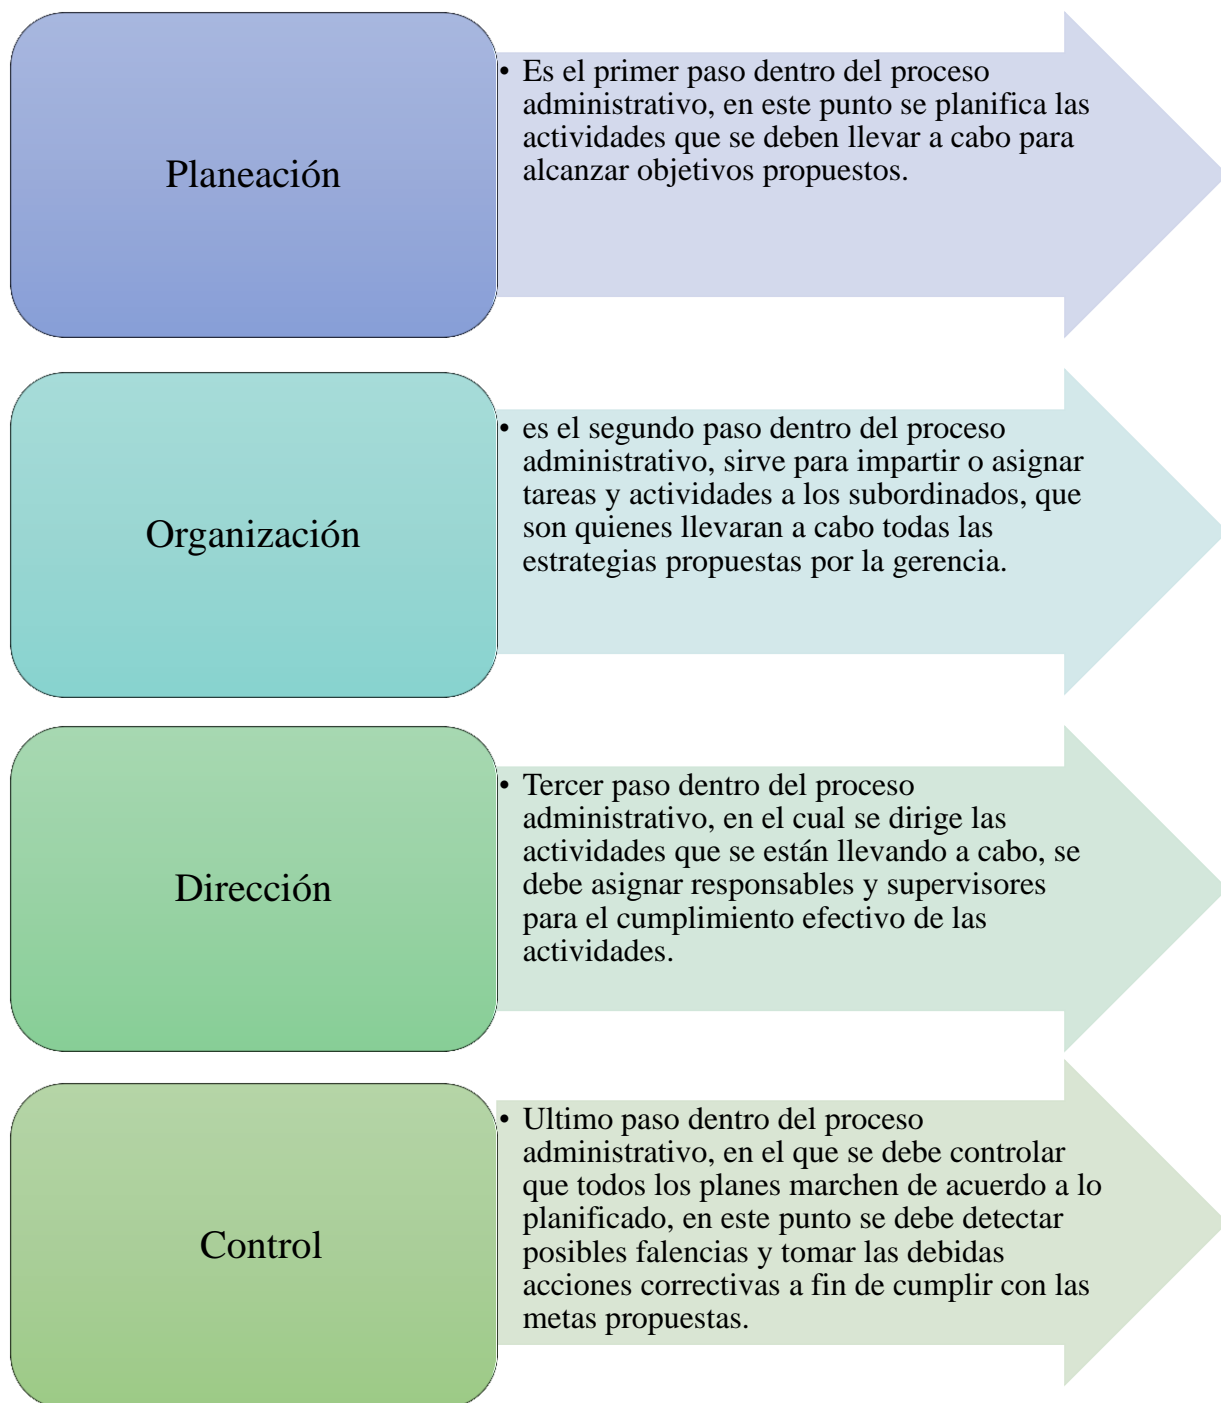 Planeación
• Es el primer paso dentro del proceso
administrativo, en este punto se planifica las
actividades que se deben llevar a cabo para
alcanzar objetivos propuestos.
Organización
• es el segundo paso dentro del proceso
administrativo, sirve para impartir o asignar
tareas y actividades a los subordinados, que
son quienes llevaran a cabo todas las
estrategias propuestas por la gerencia.
Dirección
• Tercer paso dentro del proceso
administrativo, en el cual se dirige las
actividades que se están llevando a cabo, se
debe asignar responsables y supervisores
para el cumplimiento efectivo de las
actividades.
Control
• Ultimo paso dentro del proceso
administrativo, en el que se debe controlar
que todos los planes marchen de acuerdo a lo
planificado, en este punto se debe detectar
posibles falencias y tomar las debidas
acciones correctivas a fin de cumplir con las
metas propuestas.